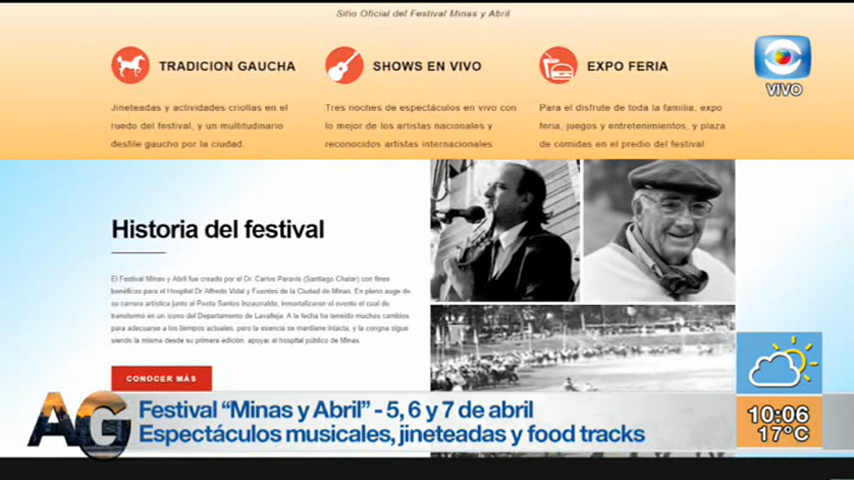 Sitio Oficial del Festival Minas y Abril
TRADICION GAUCHA
Jineteadas y actividades criollas en el
ruedo del festival, y un multitudinario
desfile gaucho por la ciudad.
SHOWS EN VIVO
Tres noches de espectáculos en vivo con
lo mejor de los artistas nacionales y
reconocidos artistas internacionales
EXPO FERIA
Para el disfrute de toda la familia, expo
feria, juegos y entretenimientos, y plaza
de comidas en el predio del festival
VIVO
Historia del festival
El Festival Minas y Abril fue creado por el Dr. Carlos Paravís (Santiago Chalar) con fines
benéficos para el Hospital Dr Alfredo Vidal y Fuentes de la Ciudad de Minas. En pleno auge de
su carrera artística junto al Poeta Santos Inzaurralde, inmortalizaron el evento el cual de
transformó en un icono del Departamento de Lavalleja. A la fecha ha teneido muchos cambios
para adecuarse a los tiempos actuales, pero la esencia se mantiene intacta, y la congna sigue
siendo la misma desde su primera edición, apoyar al hospital público de Minas.
CONOCER MÁS
AG
Festival “Minas y Abril” - 5, 6 y 7 de abril
Espectáculos musicales, jineteadas y food tracks
10:06
17°C